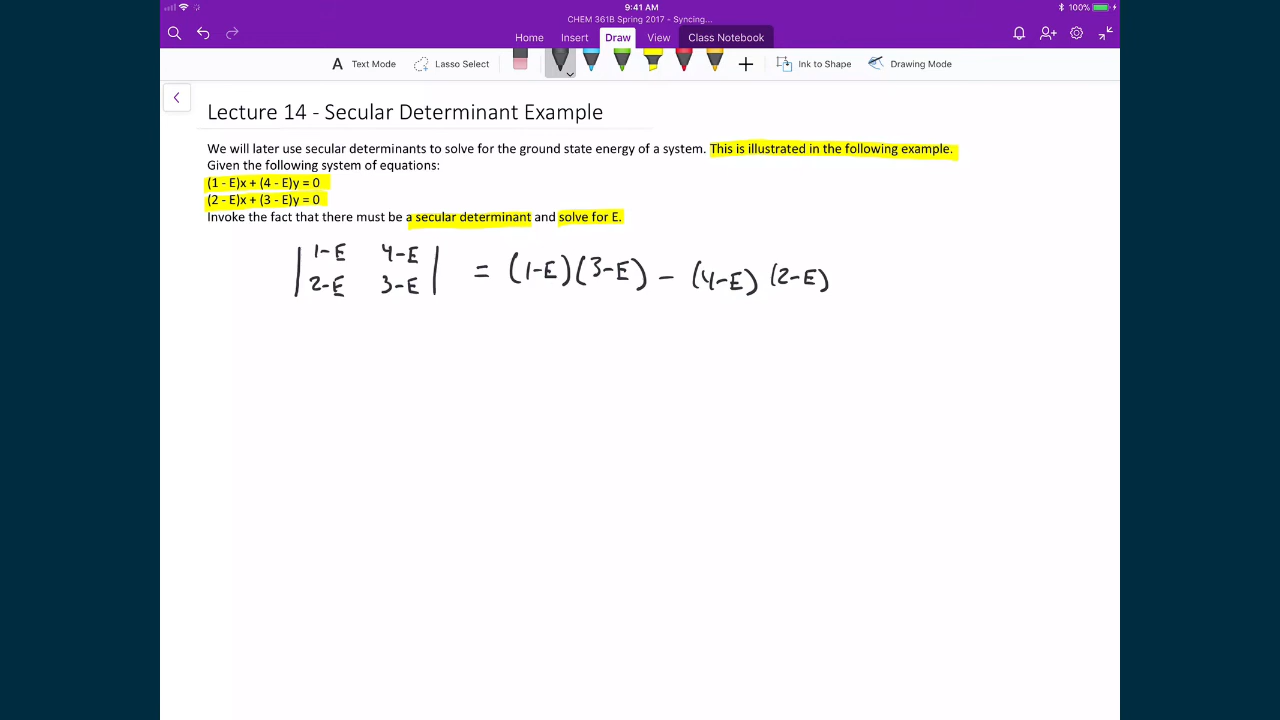 9:41 AM
100%
CHEM 361B Spring 2017 - Syncing...
Home Insert Draw View Class Notebook
A Text Mode Lasso Select Ink to Shape Drawing Mode
Lecture 14 - Secular Determinant Example
We will later use secular determinants to solve for the ground state energy of a system. This is illustrated in the following example.
Given the following system of equations:
(1 - E)x + (4 - E)y = 0
(2 - E)x + (3 - E)y = 0
Invoke the fact that there must be a secular determinant and solve for E.
| 1-E 4-E |
| 2-E 3-E | = (1-E)(3-E) - (4-E)(2-E)